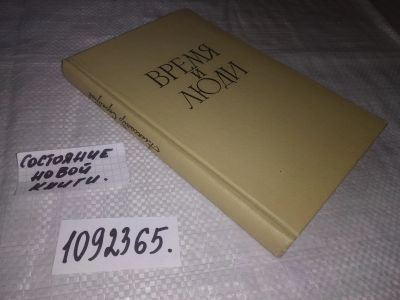 ВРЕМЯ
И
ЛЮДИ
СОСТОЯНИЕ
НОВОЙ
КНИГИ.
1092365.